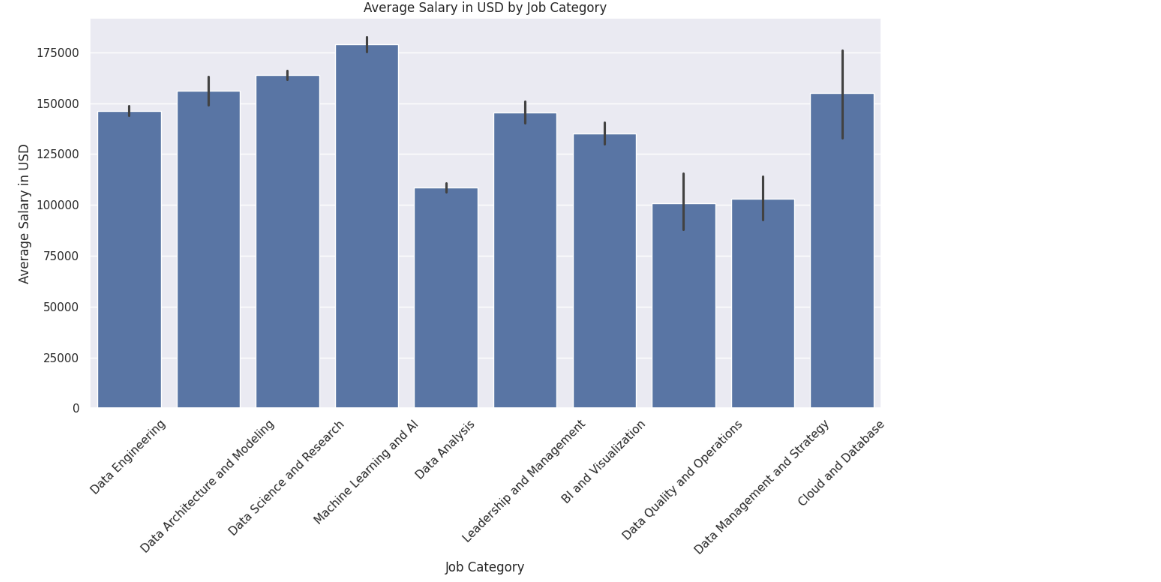 Average Salary in USD by Job Category
Average Salary in USD
175000
150000
125000
100000
75000
50000
25000
0
Data Engineering
Data Architecture and Modeling
Data Science and Research
Machine Learning and AI
Data Analysis
Leadership and Management
BI and Visualization
Data Quality and Operations
Data Management and Strategy
Cloud and Database
Job Category